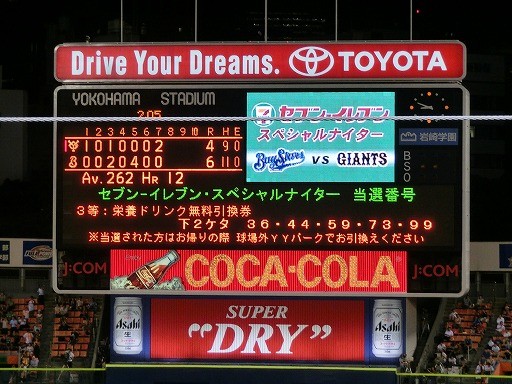 Drive Your Dreams. TOYOTA
YOKOHAMA STADIUM
2:05
1 2 3 4 5 6 7 8 9 10 R H E
1 0 1 0 0 0 2 4 9 0
0 0 2 0 4 0 0 6 11 0
Av.262 Hr 12
セブン-イレブン
スペシャルナイター
BayStars vs GIANTS
岩崎学園
B
S
O
セブン-イレブン・スペシャルナイター 当選番号
3等：栄養ドリンク無料引換券
下2ケタ 36・44・59・73・99
※当選された方はお帰りの際 球場外YYパークでお引換えください
J:COM
COCA-COLA
J:COM
Asahi
SUPER
"DRY"
Asahi